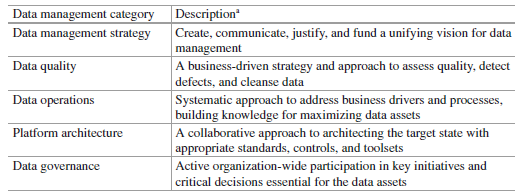 Data management category Descriptionᵃ
Data management strategy Create, communicate, justify, and fund a unifying vision for data
management
Data quality A business-driven strategy and approach to assess quality, detect
defects, and cleanse data
Data operations Systematic approach to address business drivers and processes,
building knowledge for maximizing data assets
Platform architecture A collaborative approach to architecting the target state with
appropriate standards, controls, and toolsets
Data governance Active organization-wide participation in key initiatives and
critical decisions essential for the data assets